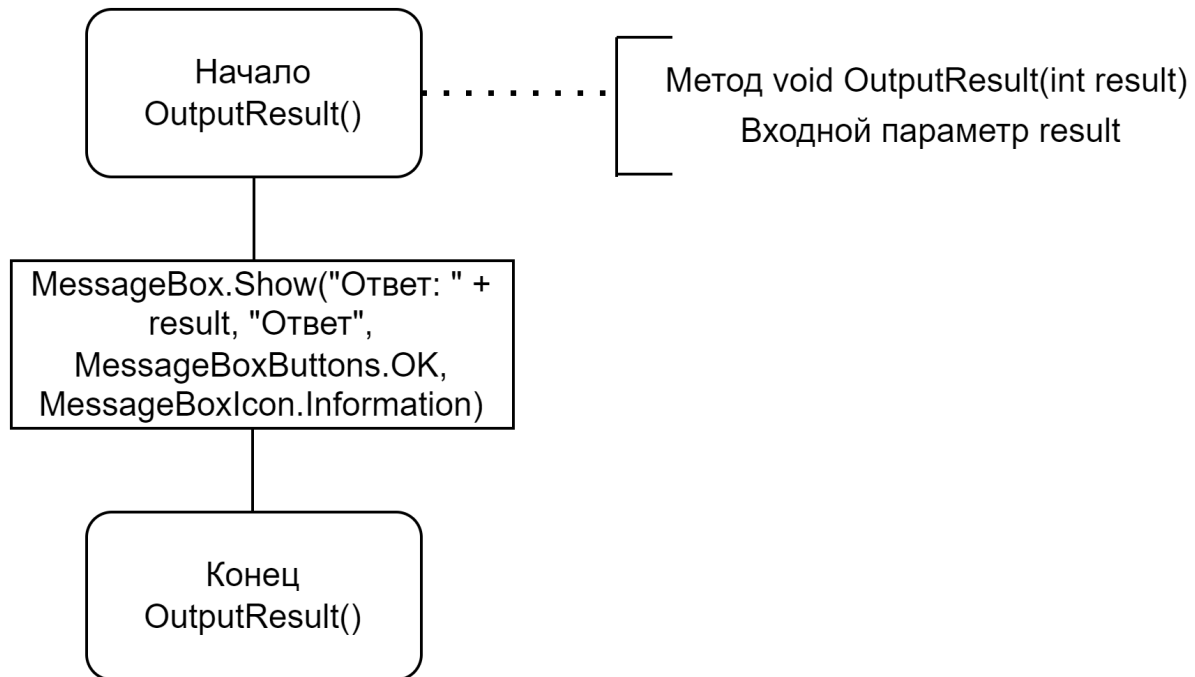 Начало
OutputResult()
Метод void OutputResult(int result)
Входной параметр result
MessageBox.Show("Ответ: " +
result, "Ответ",
MessageBoxButtons.OK,
MessageBoxIcon.Information)
Конец
OutputResult()